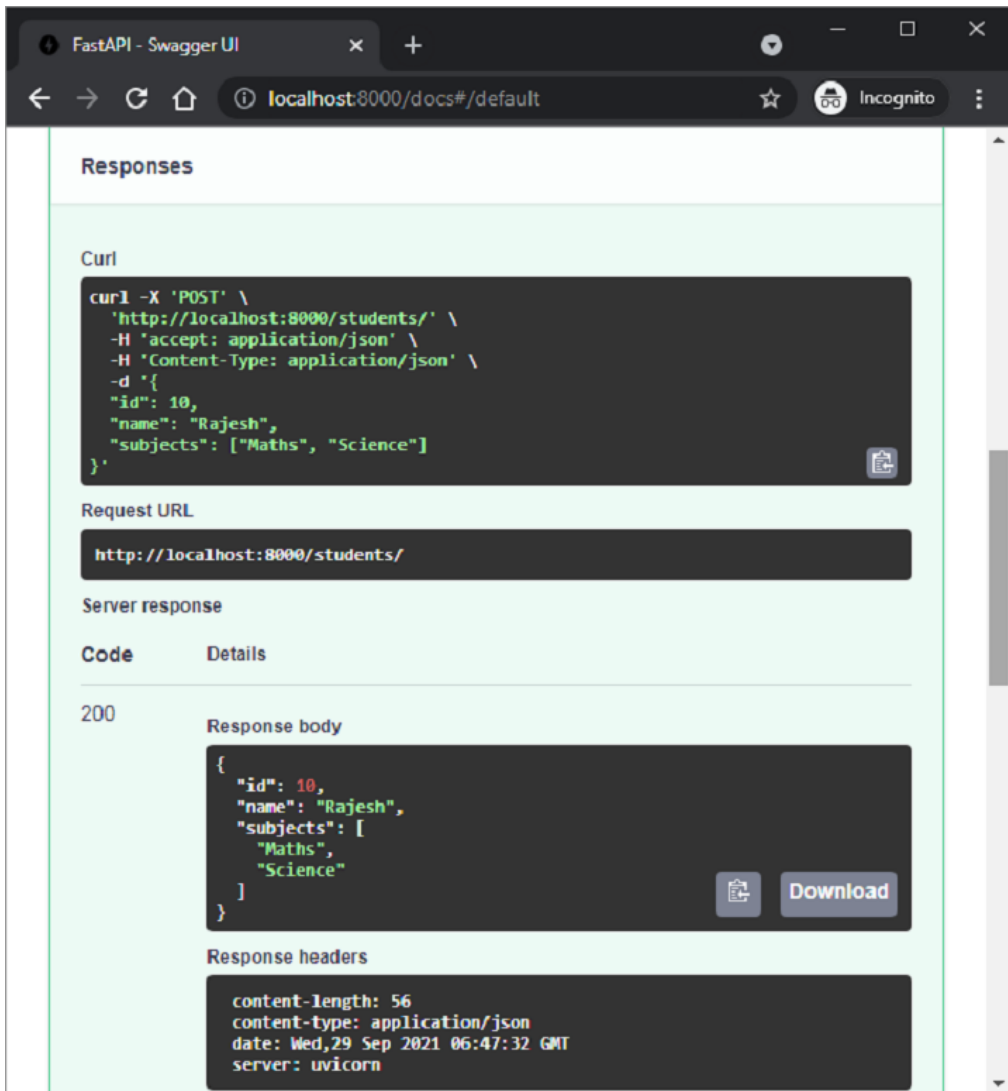 FastAPI - Swagger UI
localhost:8000/docs#/default
Incognito
Responses
Curl
curl -X 'POST' \
'http://localhost:8000/students/' \
-H 'accept: application/json' \
-H 'Content-Type: application/json' \
-d '{
"id": 10,
"name": "Rajesh",
"subjects": ["Maths", "Science"]
}'
Request URL
http://localhost:8000/students/
Server response
Code Details
200
Response body
{
"id": 10,
"name": "Rajesh",
"subjects": [
"Maths",
"Science"
]
}
Download
Response headers
content-length: 56
content-type: application/json
date: Wed,29 Sep 2021 06:47:32 GMT
server: uvicorn